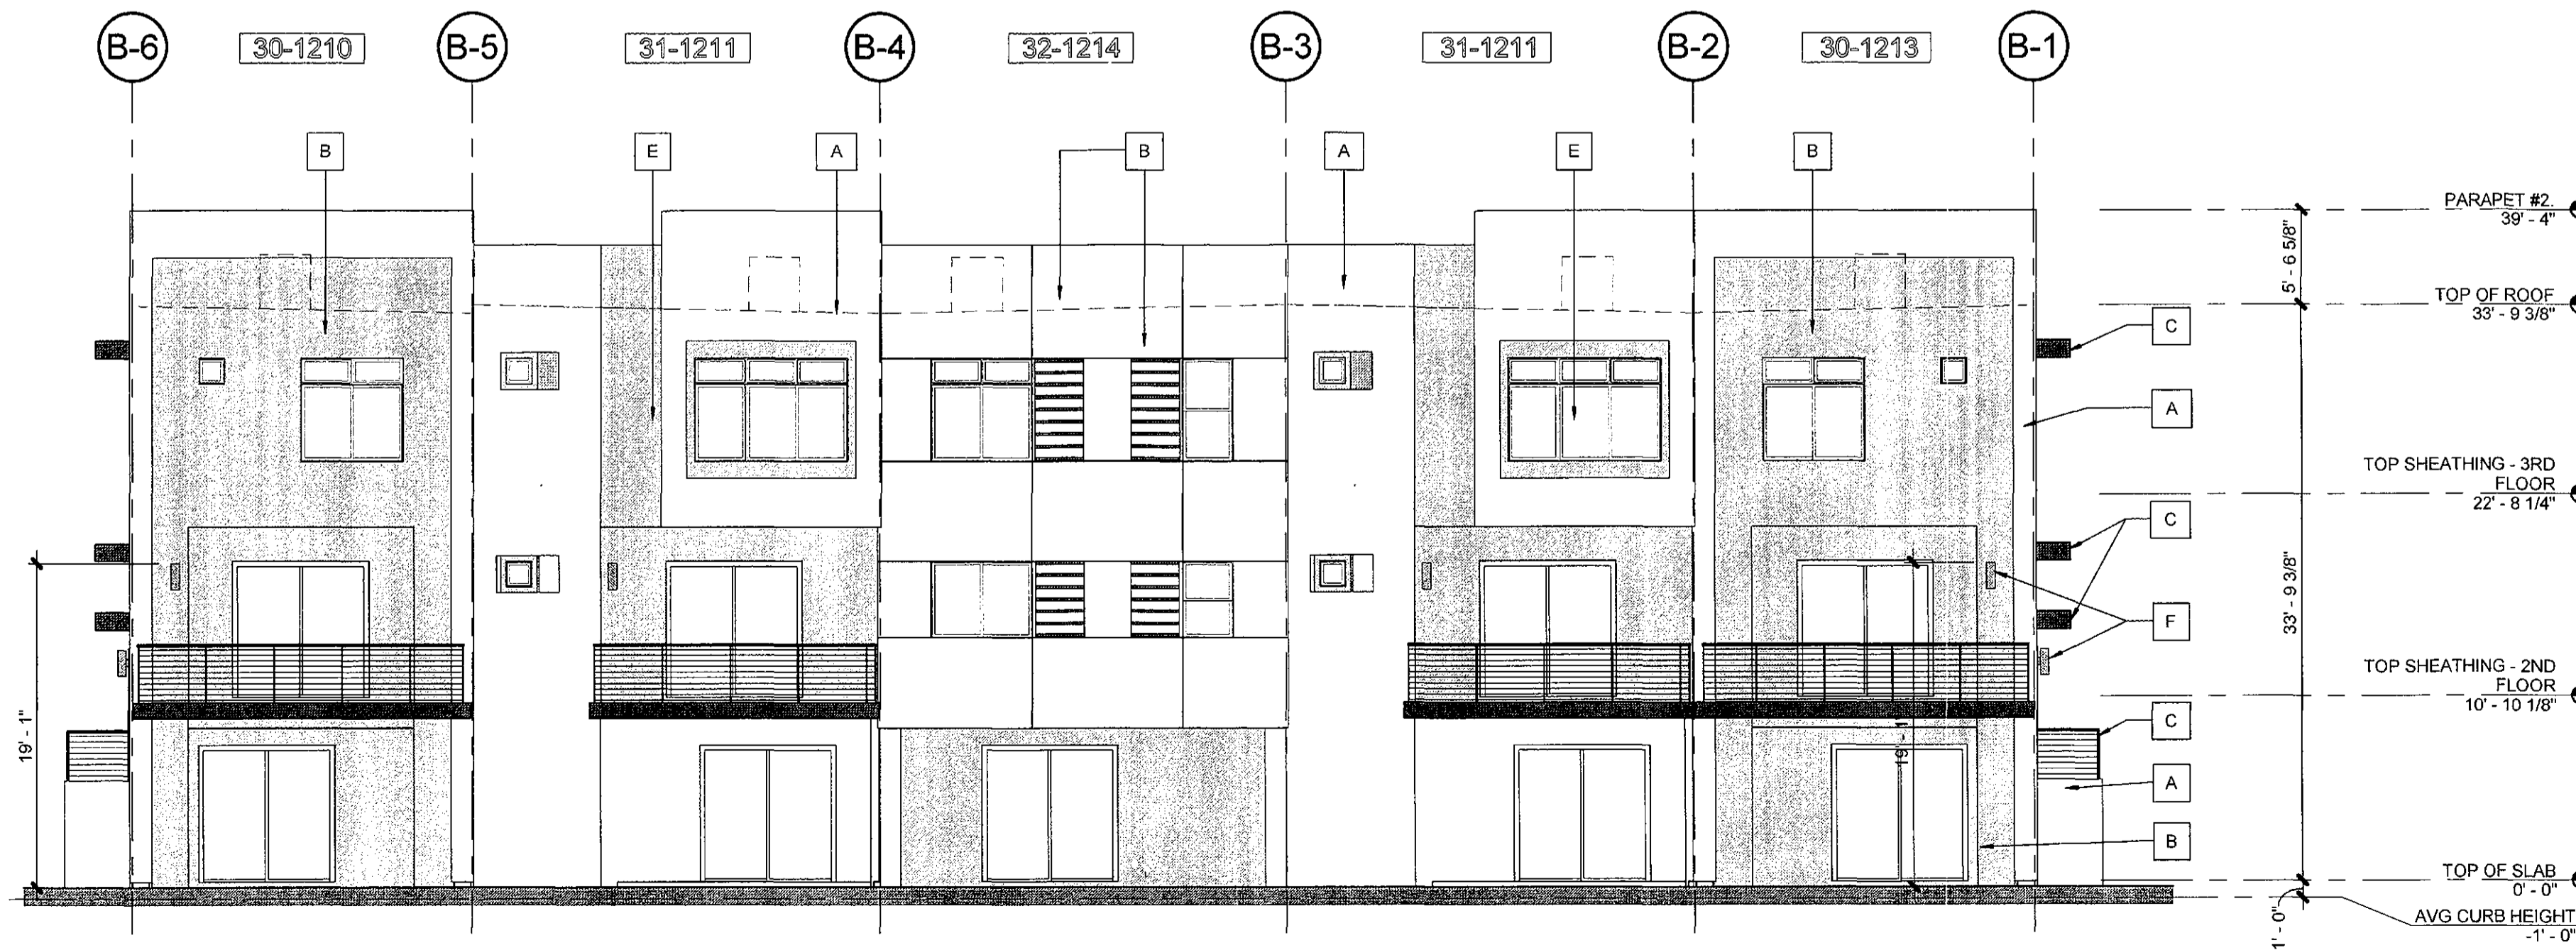 B-6
30-1210
B-5
31-1211
B-4
32-1214
B-3
31-1211
B-2
30-1213
B-1
B
E
A
B
A
E
B
PARAPET #2.
39' - 4"
5' - 6 5/8"
TOP OF ROOF
33' - 9 3/8"
C
A
TOP SHEATHING - 3RD
FLOOR
22' - 8 1/4"
C
33' - 9 3/8"
F
TOP SHEATHING - 2ND
FLOOR
10' - 10 1/8"
19' - 1"
19' - 1
C
A
B
TOP OF SLAB
0' - 0"
1' - 0"
AVG CURB HEIGHT
-1' - 0"